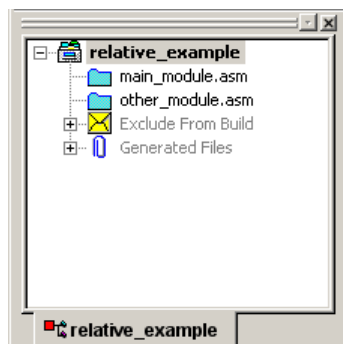 relative_example
main_module.asm
other_module.asm
Exclude From Build
Generated Files
relative_example